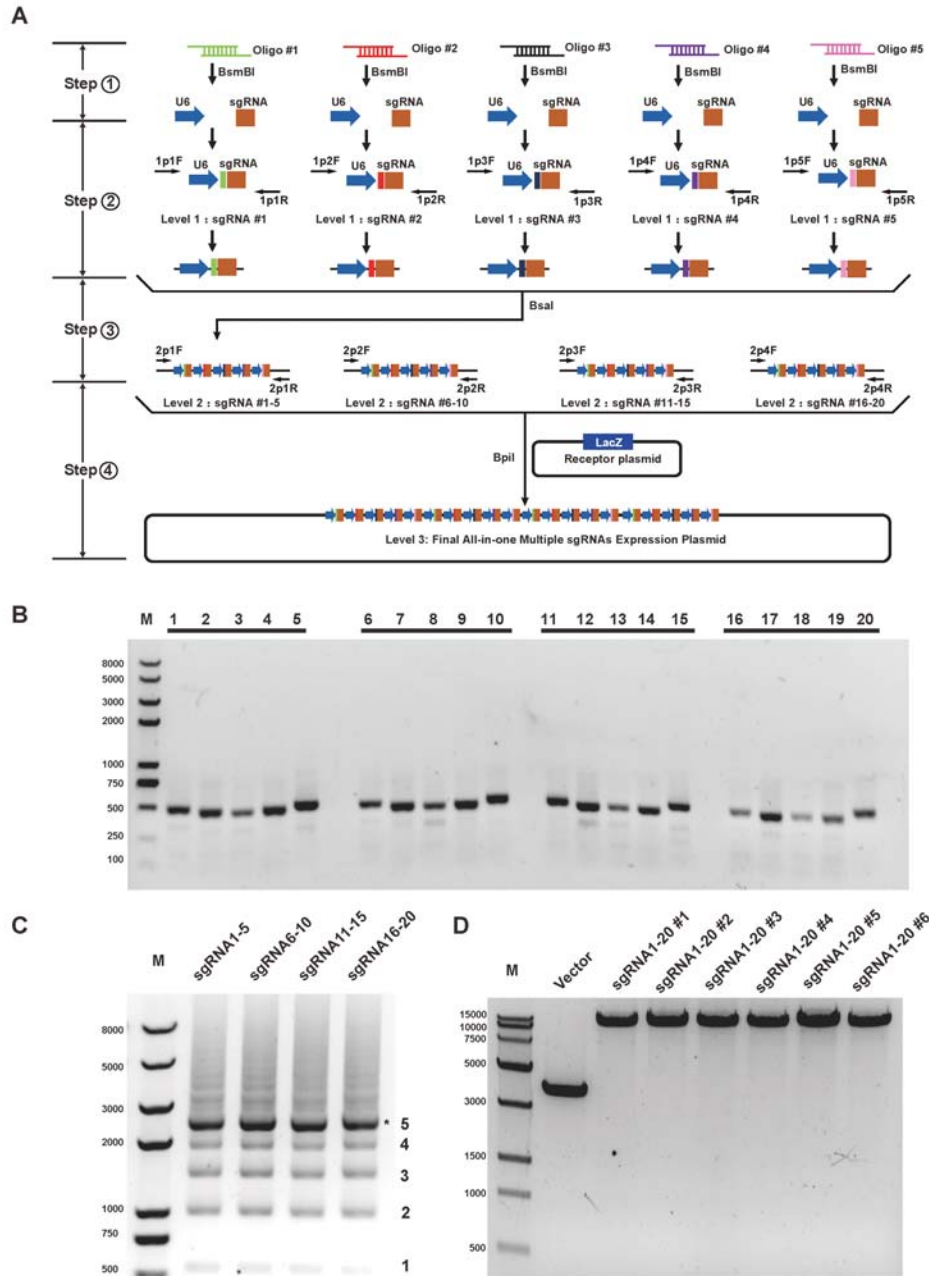 A
Step ①
Oligo #1
Oligo #2
Oligo #3
Oligo #4
Oligo #5
BsmBI
BsmBI
BsmBI
BsmBI
BsmBI
U6 sgRNA
U6 sgRNA
U6 sgRNA
U6 sgRNA
U6 sgRNA
Step ②
1p1F U6 sgRNA 1p1R
1p2F U6 sgRNA 1p2R
1p3F U6 sgRNA 1p3R
1p4F U6 sgRNA 1p4R
1p5F U6 sgRNA 1p5R
Level 1 : sgRNA #1
Level 1 : sgRNA #2
Level 1 : sgRNA #3
Level 1 : sgRNA #4
Level 1 : sgRNA #5
Step ③
BsaI
2p1F 2p1R
2p2F 2p2R
2p3F 2p3R
2p4F 2p4R
Level 2 : sgRNA #1-5
Level 2 : sgRNA #6-10
Level 2 : sgRNA #11-15
Level 2 : sgRNA #16-20
Step ④
BpiI
LacZ
Receptor plasmid
Level 3: Final All-in-one Multiple sgRNAs Expression Plasmid
B
M 1 2 3 4 5 6 7 8 9 10 11 12 13 14 15 16 17 18 19 20
8000
5000
3000
2000
1000
750
500
250
100
C
M sgRNA1-5 sgRNA6-10 sgRNA11-15 sgRNA16-20
8000
5000
3000
2000
1000
750
500
* 5
4
3
2
1
D
M Vector sgRNA1-20 #1 sgRNA1-20 #2 sgRNA1-20 #3 sgRNA1-20 #4 sgRNA1-20 #5 sgRNA1-20 #6
15000
10000
7500
5000
3000
1500
1000
500